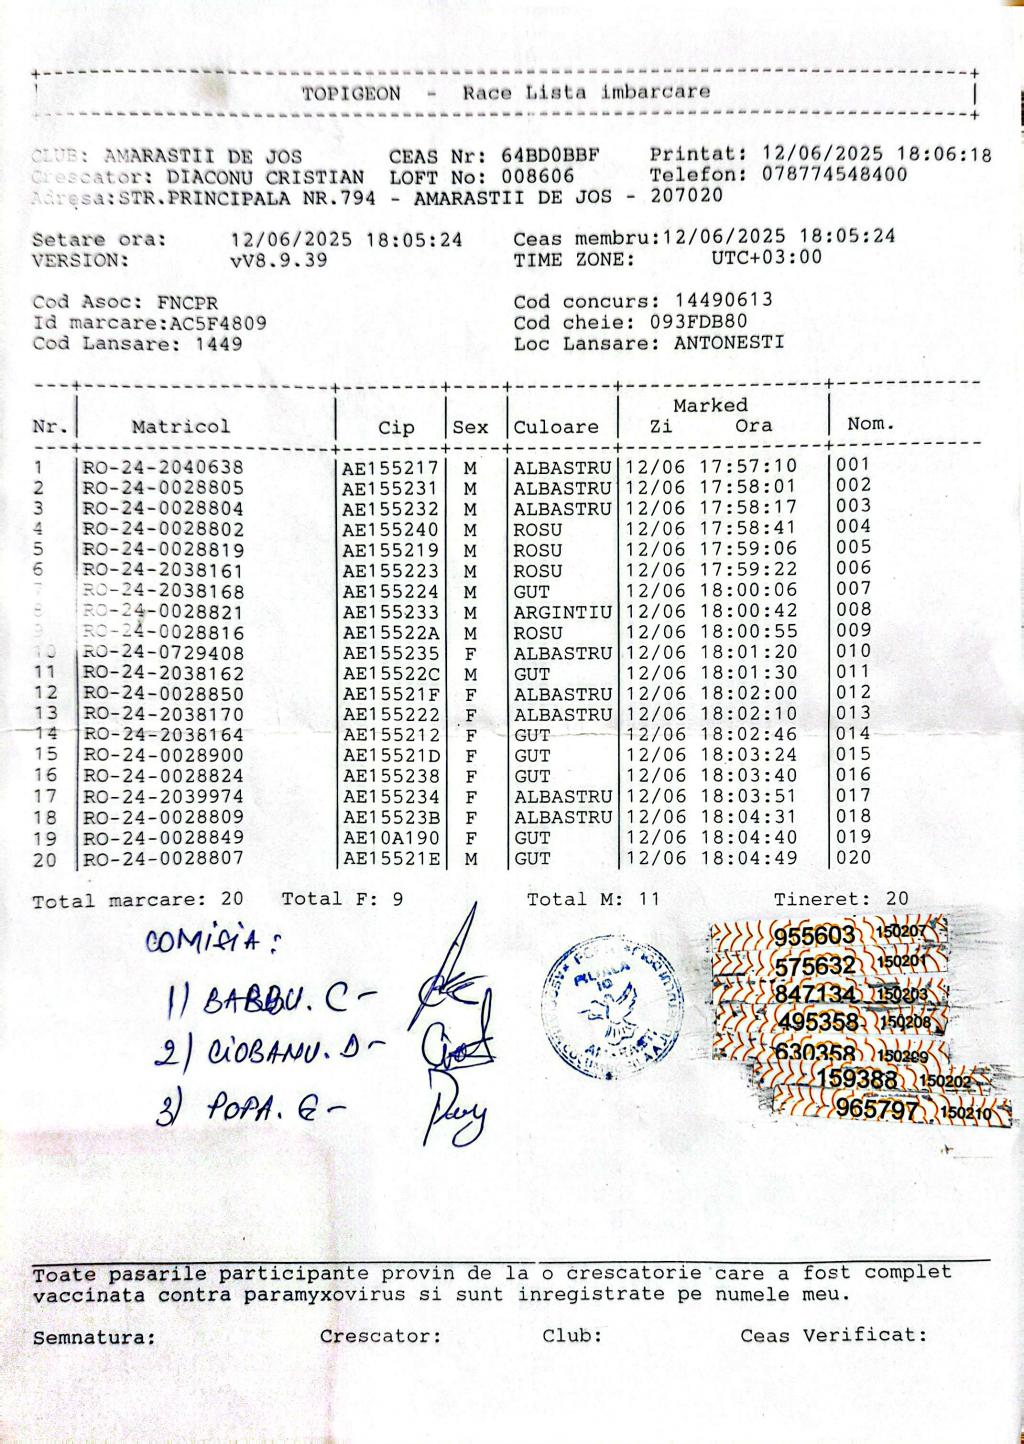 TOPIGEON - Race Lista imbarcare
CLUB: AMARASTII DE JOS CEAS Nr: 64BD0BBF Printat: 12/06/2025 18:06:18
Crescator: DIACONU CRISTIAN LOFT No: 008606 Telefon: 078774548400
Adresa:STR.PRINCIPALA NR.794 - AMARASTII DE JOS - 207020
Setare ora: 12/06/2025 18:05:24 Ceas membru:12/06/2025 18:05:24
VERSION: vV8.9.39 TIME ZONE: UTC+03:00
Cod Asoc: FNCPR Cod concurs: 14490613
Id marcare:AC5F4809 Cod cheie: 093FDB80
Cod Lansare: 1449 Loc Lansare: ANTONESTI
Marked
Nr. Matricol Cip Sex Culoare Zi Ora Nom.
1 RO-24-2040638 AE155217 M ALBASTRU 12/06 17:57:10 001
2 RO-24-0028805 AE155231 M ALBASTRU 12/06 17:58:01 002
3 RO-24-0028804 AE155232 M ALBASTRU 12/06 17:58:17 003
4 RO-24-0028802 AE155240 M ROSU 12/06 17:58:41 004
5 RO-24-0028819 AE155219 M ROSU 12/06 17:59:06 005
6 RO-24-2038161 AE155223 M ROSU 12/06 17:59:22 006
7 RO-24-2038168 AE155224 M GUT 12/06 18:00:06 007
8 RO-24-0028821 AE155233 M ARGINTIU 12/06 18:00:42 008
9 RO-24-0028816 AE15522A M ROSU 12/06 18:00:55 009
10 RO-24-0729408 AE155235 F ALBASTRU 12/06 18:01:20 010
11 RO-24-2038162 AE15522C M GUT 12/06 18:01:30 011
12 RO-24-0028850 AE15521F F ALBASTRU 12/06 18:02:00 012
13 RO-24-2038170 AE155222 F ALBASTRU 12/06 18:02:10 013
14 RO-24-2038164 AE155212 F GUT 12/06 18:02:46 014
15 RO-24-0028900 AE15521D F GUT 12/06 18:03:24 015
16 RO-24-0028824 AE155238 F GUT 12/06 18:03:40 016
17 RO-24-2039974 AE155234 F ALBASTRU 12/06 18:03:51 017
18 RO-24-0028809 AE15523B F ALBASTRU 12/06 18:04:31 018
19 RO-24-0028849 AE10A190 F GUT 12/06 18:04:40 019
20 RO-24-0028807 AE15521E M GUT 12/06 18:04:49 020
Total marcare: 20 Total F: 9 Total M: 11 Tineret: 20
COMISIA:
1) BABBU. C-
2) CIOBANU. D-
3) POPA. E-
955603 150207
575632 150201
847134 150203
495358 150208
630358 150209
159388 150202
965797 150210
Toate pasarile participante provin de la o crescatorie care a fost complet
vaccinata contra paramyxovirus si sunt inregistrate pe numele meu.
Semnatura: Crescator: Club: Ceas Verificat: